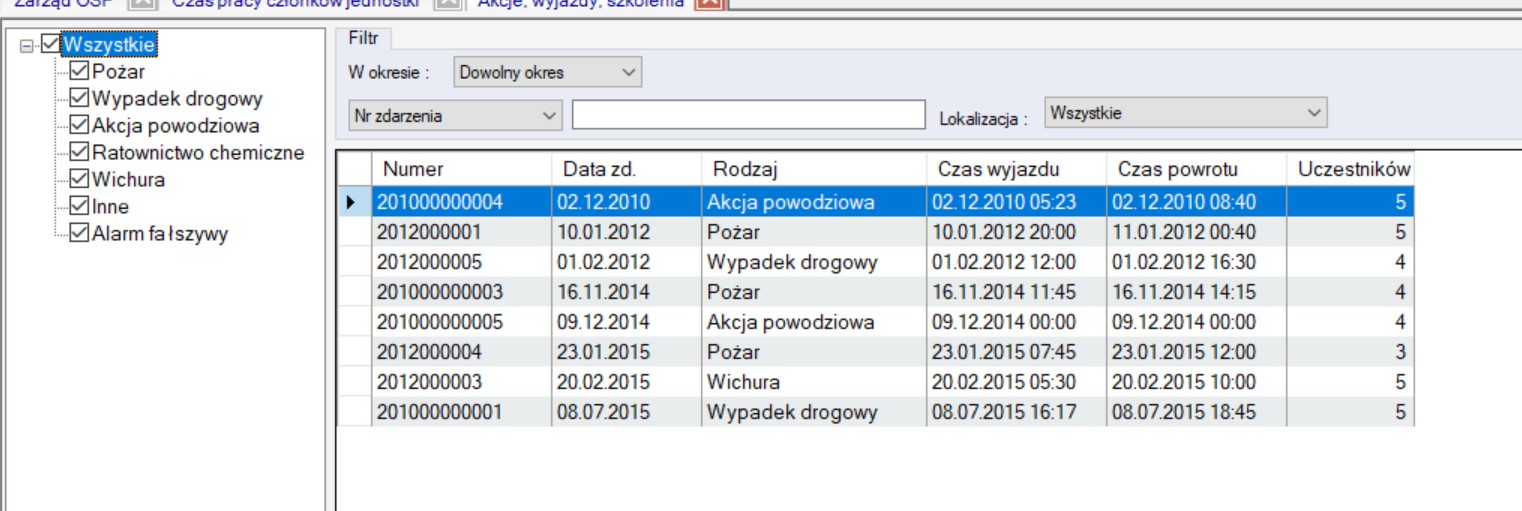 Zarząd OSP Czas pracy członków jednostki Akcje, wyjazdy, szkolenia
Wszystkie
Pożar
Wypadek drogowy
Akcja powodziowa
Ratownictwo chemiczne
Wichura
Inne
Alarm fałszywy
Filtr
W okresie : Dowolny okres
Nr zdarzenia Lokalizacja : Wszystkie
Numer Data zd. Rodzaj Czas wyjazdu Czas powrotu Uczestników
201000000004 02.12.2010 Akcja powodziowa 02.12.2010 05:23 02.12.2010 08:40 5
2012000001 10.01.2012 Pożar 10.01.2012 20:00 11.01.2012 00:40 5
2012000005 01.02.2012 Wypadek drogowy 01.02.2012 12:00 01.02.2012 16:30 4
201000000003 16.11.2014 Pożar 16.11.2014 11:45 16.11.2014 14:15 4
201000000005 09.12.2014 Akcja powodziowa 09.12.2014 00:00 09.12.2014 00:00 4
2012000004 23.01.2015 Pożar 23.01.2015 07:45 23.01.2015 12:00 3
2012000003 20.02.2015 Wichura 20.02.2015 05:30 20.02.2015 10:00 5
201000000001 08.07.2015 Wypadek drogowy 08.07.2015 16:17 08.07.2015 18:45 5